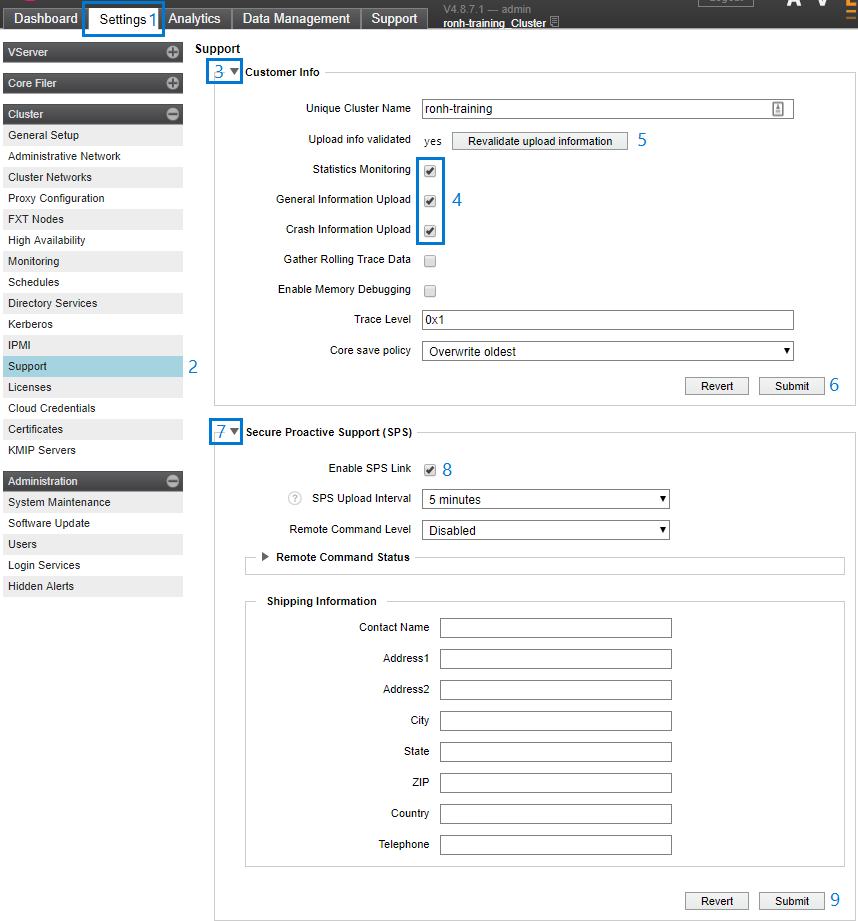 V4.8.7.1 — admin
Dashboard Settings 1 Analytics Data Management Support ronh-training_Cluster
VServer
Core Filer
Cluster
General Setup
Administrative Network
Cluster Networks
Proxy Configuration
FXT Nodes
High Availability
Monitoring
Schedules
Directory Services
Kerberos
IPMI
Support 2
Licenses
Cloud Credentials
Certificates
KMIP Servers
Administration
System Maintenance
Software Update
Users
Login Services
Hidden Alerts
Support
3 Customer Info
Unique Cluster Name ronh-training
Upload info validated yes Revalidate upload information 5
Statistics Monitoring
General Information Upload 4
Crash Information Upload
Gather Rolling Trace Data
Enable Memory Debugging
Trace Level 0x1
Core save policy Overwrite oldest
Revert Submit 6
7 Secure Proactive Support (SPS)
Enable SPS Link 8
? SPS Upload Interval 5 minutes
Remote Command Level Disabled
Remote Command Status
Shipping Information
Contact Name
Address1
Address2
City
State
ZIP
Country
Telephone
Revert Submit 9